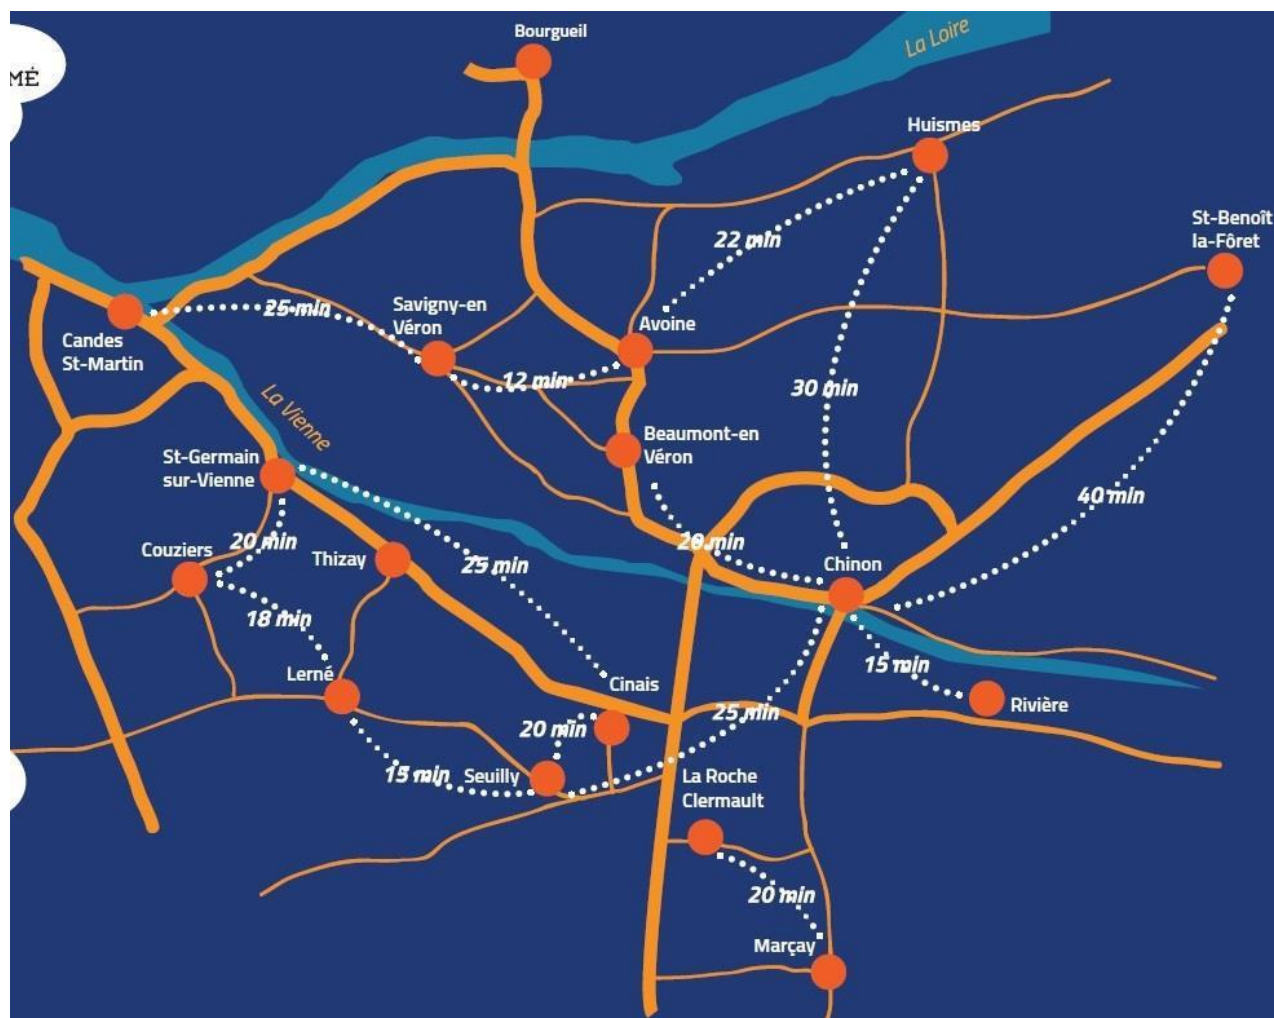 Bourgueil
La Loire
MÉ
Huismes
St-Benoît
la-Fôret
22 min
25 min
Savigny-en
Véron
Avoine
Candes
St-Martin
12 min
30 min
La Vienne
Beaumont-en
Véron
St-Germain
sur-Vienne
40 min
20 min
20 min
Couziers
Thizay
25 min
Chinon
18 min
15 min
Lerné
Cinais
Rivière
25 min
20 min
15 min
Seuilly
La Roche
Clermault
20 min
Marçay